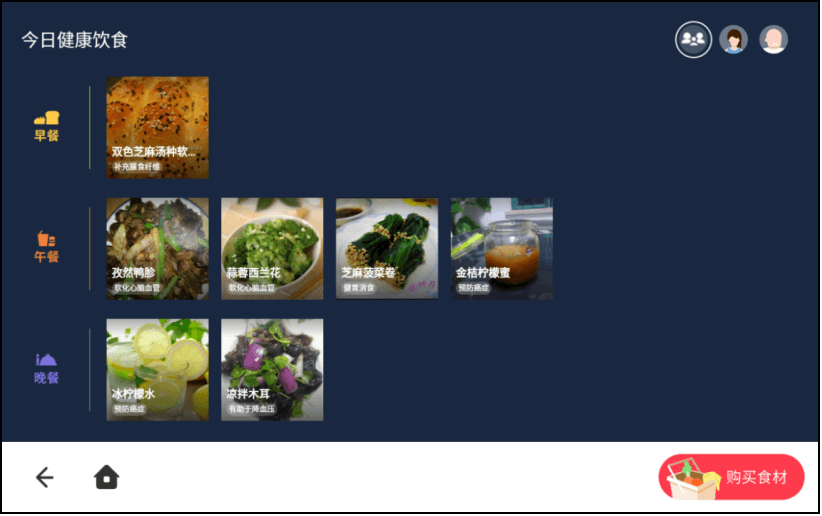 今日健康饮食
早餐
双色芝麻汤种软...
补充膳食纤维
午餐
孜然鸭胗
软化心脑血管
蒜蓉西兰花
软化心脑血管
芝麻菠菜卷
健胃消食
金桔柠檬蜜
预防癌症
晚餐
冰柠檬水
预防癌症
凉拌木耳
有助于降血压
购买食材